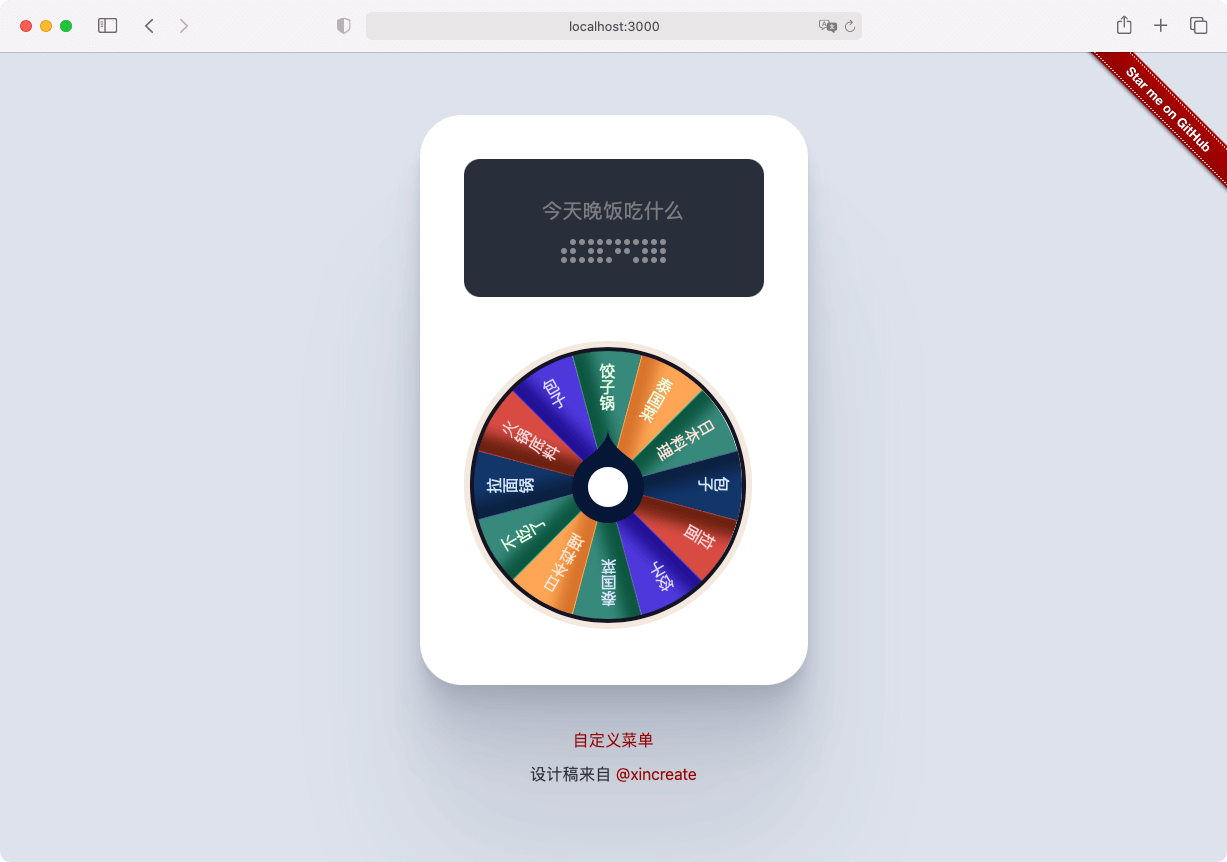 localhost:3000
Star me on GitHub
今天晚饭吃什么
饺子锅
泰国菜
日本料理
包子
拉面
饺子
泰国菜
日本料理
不吃了
拉面锅
火锅底料
包子
自定义菜单
设计稿来自 @xincreate